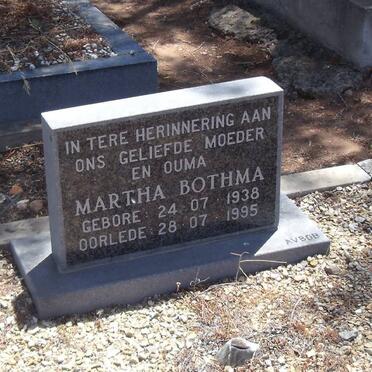 IN TERE HERINNERING AAN
ONS GELIEFDE MOEDER
EN OUMA
MARTHA BOTHMA
GEBORE 24 07 1938
OORLEDE 28 07 1995
AVBOB